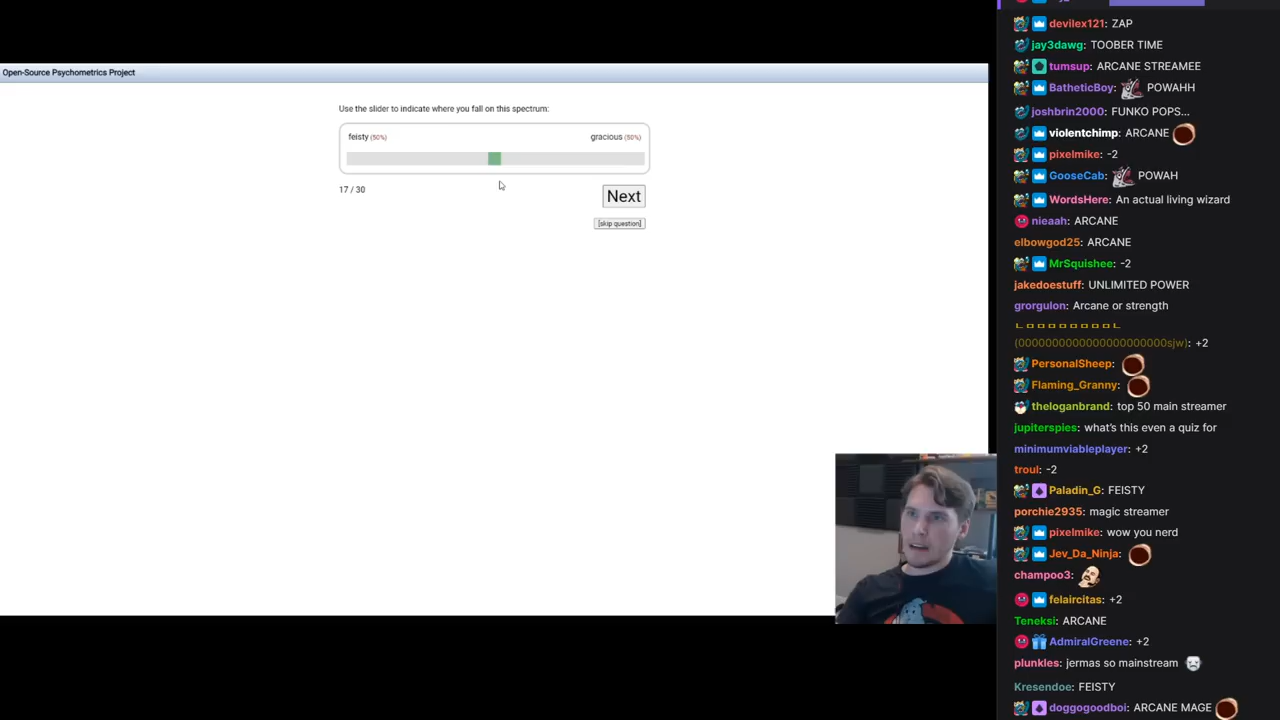 Open-Source Psychometrics Project
Use the slider to indicate where you fall on this spectrum:
feisty (50%)
gracious (50%)
17 / 30
Next
[skip question]
devilex121: ZAP
jay3dawg: TOOBER TIME
tumsup: ARCANE STREAMEE
BatheticBoy: POWAHH
joshbrin2000: FUNKO POPS...
violentchimp: ARCANE
pixelmike: -2
GooseCab: POWAH
WordsHere: An actual living wizard
nieaah: ARCANE
elbowgod25: ARCANE
MrSquishee: -2
jakedoestuff: UNLIMITED POWER
grorgulon: Arcane or strength
: +2
PersonalSheep:
Flaming_Granny:
theloganbrand: top 50 main streamer
jupiterspies: what's this even a quiz for
minimumviableplayer: +2
troul: -2
Paladin_G: FEISTY
porchie2935: magic streamer
pixelmike: wow you nerd
Jev_Da_Ninja:
champoo3:
felaircitas: +2
Teneksi: ARCANE
AdmiralGreene: +2
plunkies: jermas so mainstream
Kresendoe: FEISTY
doggogoodboi: ARCANE MAGE